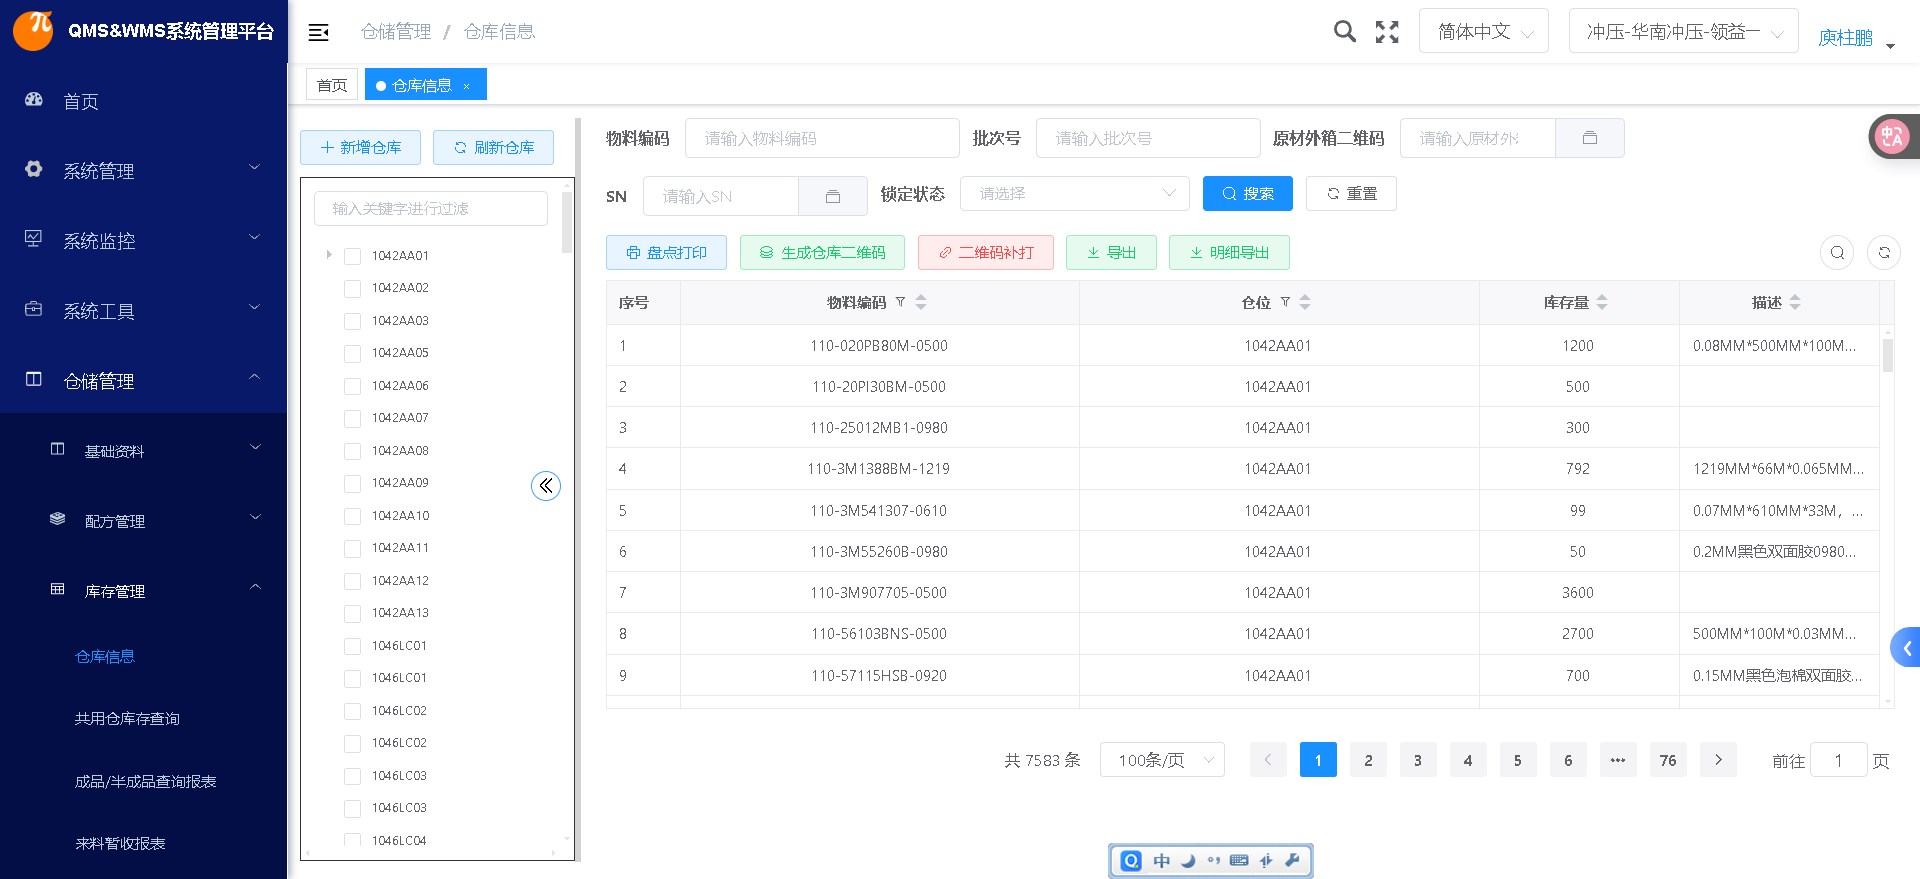 QMS&WMS系统管理平台
首页
系统管理
系统监控
系统工具
仓储管理
基础资料
配方管理
库存管理
仓库信息
共用仓库存查询
成品/半成品查询报表
来料暂收报表
仓储管理 / 仓库信息
简体中文
冲压-华南冲压-领益一
庾柱鹏
首页
仓库信息 ×
新增仓库
刷新仓库
输入关键字进行过滤
1042AA01
1042AA02
1042AA03
1042AA05
1042AA06
1042AA07
1042AA08
1042AA09
1042AA10
1042AA11
1042AA12
1042AA13
1046LC01
1046LC01
1046LC02
1046LC02
1046LC03
1046LC03
1046LC04
物料编码 请输入物料编码 批次号 请输入批次号 原材外箱二维码 请输入原材外
SN 请输入SN 锁定状态 请选择 搜索 重置
盘点打印 生成仓库二维码 二维码补打 导出 明细导出
序号 物料编码 仓位 库存量 描述
1 110-020PB80M-0500 1042AA01 1200 0.08MM*500MM*100M...
2 110-20PI30BM-0500 1042AA01 500
3 110-25012MB1-0980 1042AA01 300
4 110-3M1388BM-1219 1042AA01 792 1219MM*66M*0.065MM...
5 110-3M541307-0610 1042AA01 99 0.07MM*610MM*33M，...
6 110-3M55260B-0980 1042AA01 50 0.2MM黑色双面胶0980...
7 110-3M907705-0500 1042AA01 3600
8 110-56103BNS-0500 1042AA01 2700 500MM*100M*0.03MM...
9 110-57115HSB-0920 1042AA01 700 0.15MM黑色泡棉双面胶...
共 7583 条 100条/页 1 2 3 4 5 6 ••• 76 前往 1 页
中